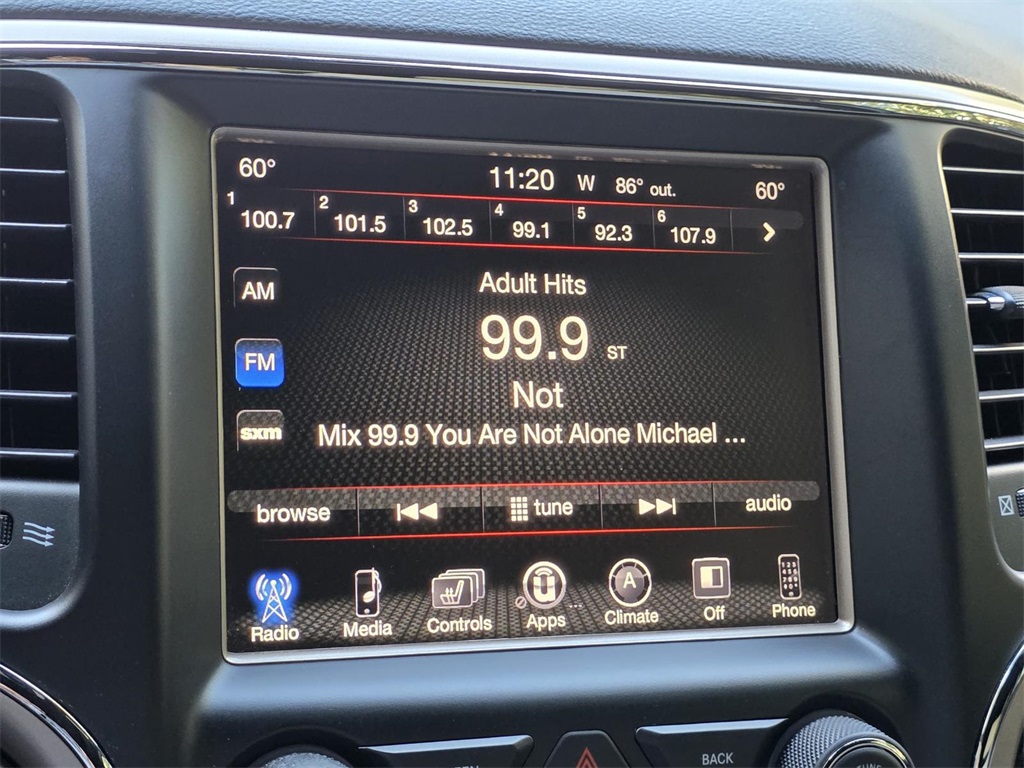 60° 11:20 W 86° out. 60°
1 100.7 2 101.5 3 102.5 4 99.1 5 92.3 6 107.9
AM
Adult Hits
99.9 ST
FM
Not
sxm
Mix 99.9 You Are Not Alone Michael ...
browse tune audio
A
Radio Media Controls Apps Climate Off Phone
BACK